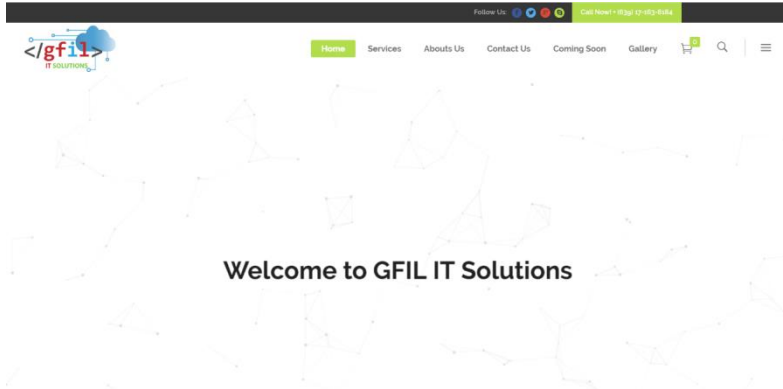 Follow Us:
Call Now! + (639) 17-163-6184
</gfil>
IT SOLUTIONS
Home Services Abouts Us Contact Us Coming Soon Gallery 0
Welcome to GFIL IT Solutions